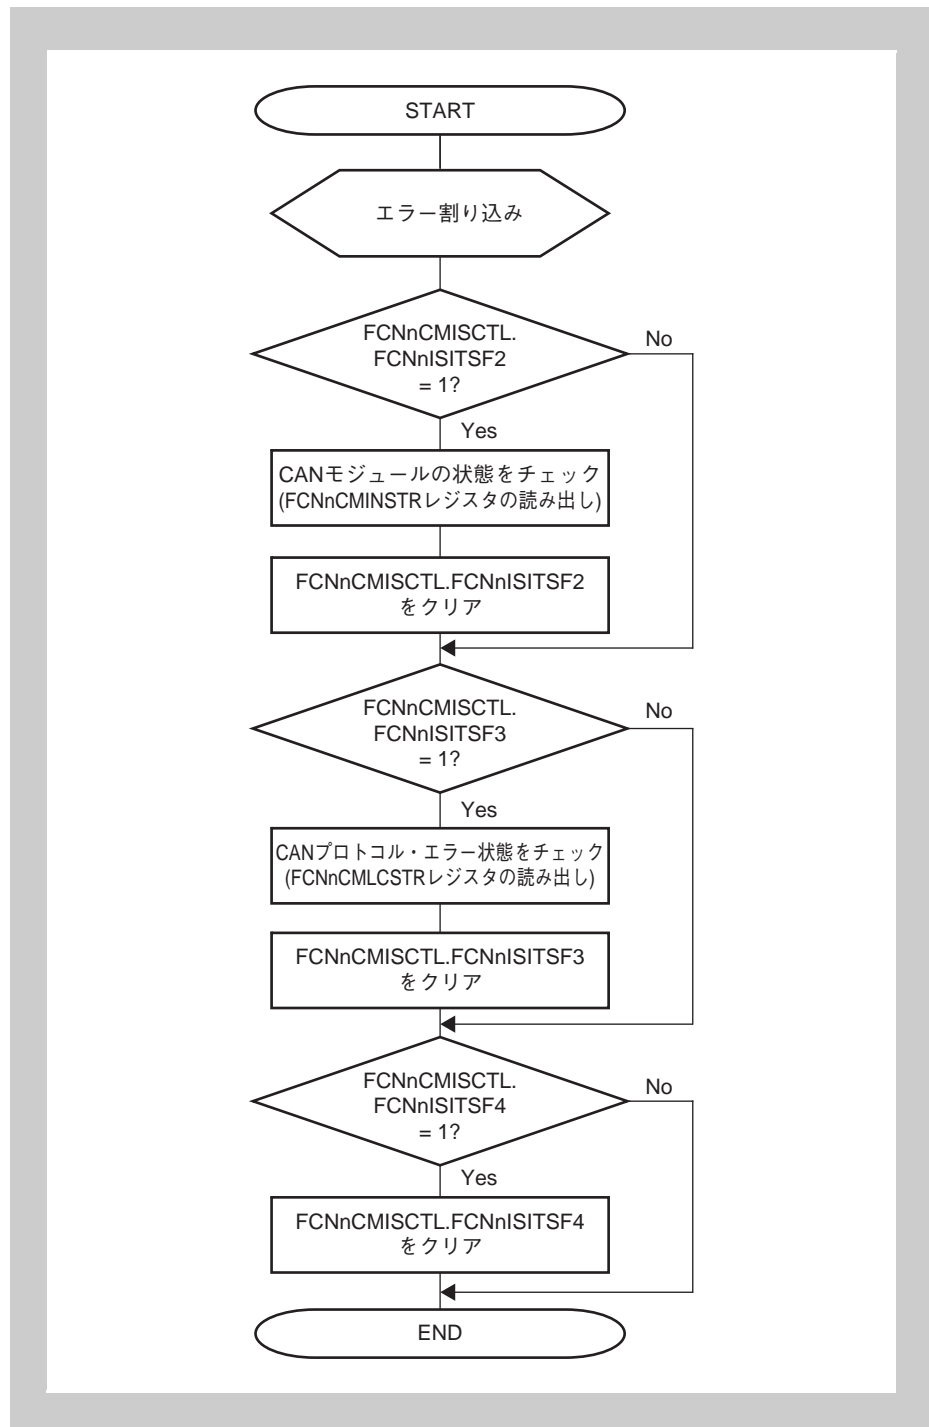 START
エラー割り込み
FCNnCMISCTL.
FCNnISITSF2
= 1?
No
Yes
CANモジュールの状態をチェック
(FCNnCMINSTRレジスタの読み出し)
FCNnCMISCTL.FCNnISITSF2
をクリア
FCNnCMISCTL.
FCNnISITSF3
= 1?
No
Yes
CANプロトコル・エラー状態をチェック
(FCNnCMLCSTRレジスタの読み出し)
FCNnCMISCTL.FCNnISITSF3
をクリア
FCNnCMISCTL.
FCNnISITSF4
= 1?
No
Yes
FCNnCMISCTL.FCNnISITSF4
をクリア
END